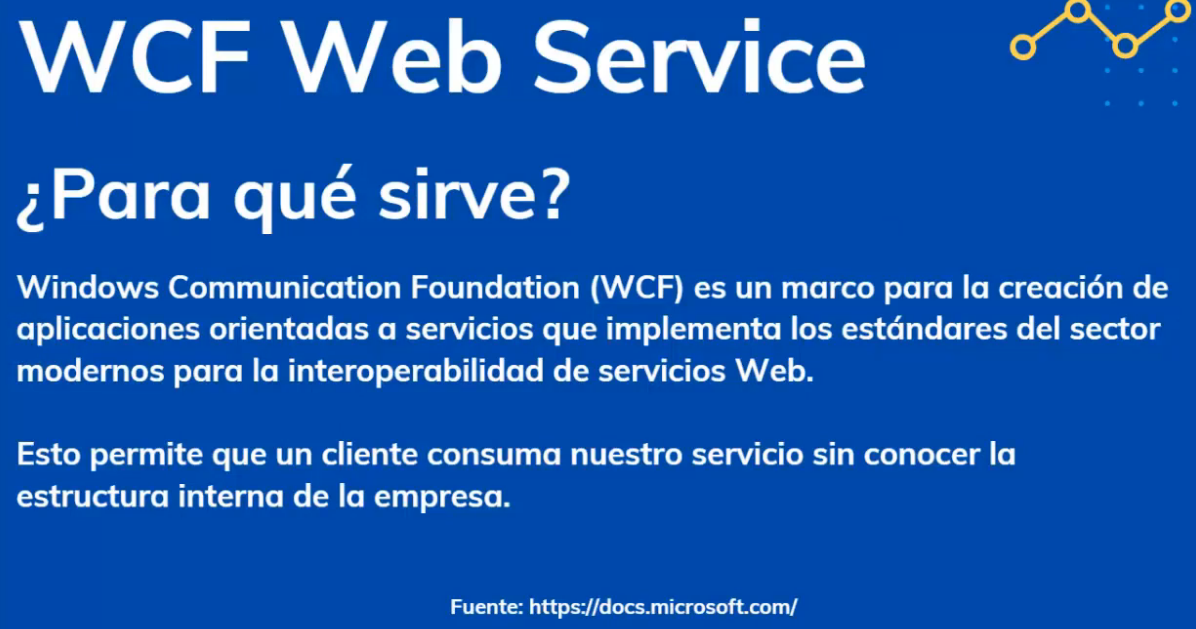 WCF Web Service
¿Para qué sirve?
Windows Communication Foundation (WCF) es un marco para la creación de
aplicaciones orientadas a servicios que implementa los estándares del sector
modernos para la interoperabilidad de servicios Web.
Esto permite que un cliente consuma nuestro servicio sin conocer la
estructura interna de la empresa.
Fuente: https://docs.microsoft.com/